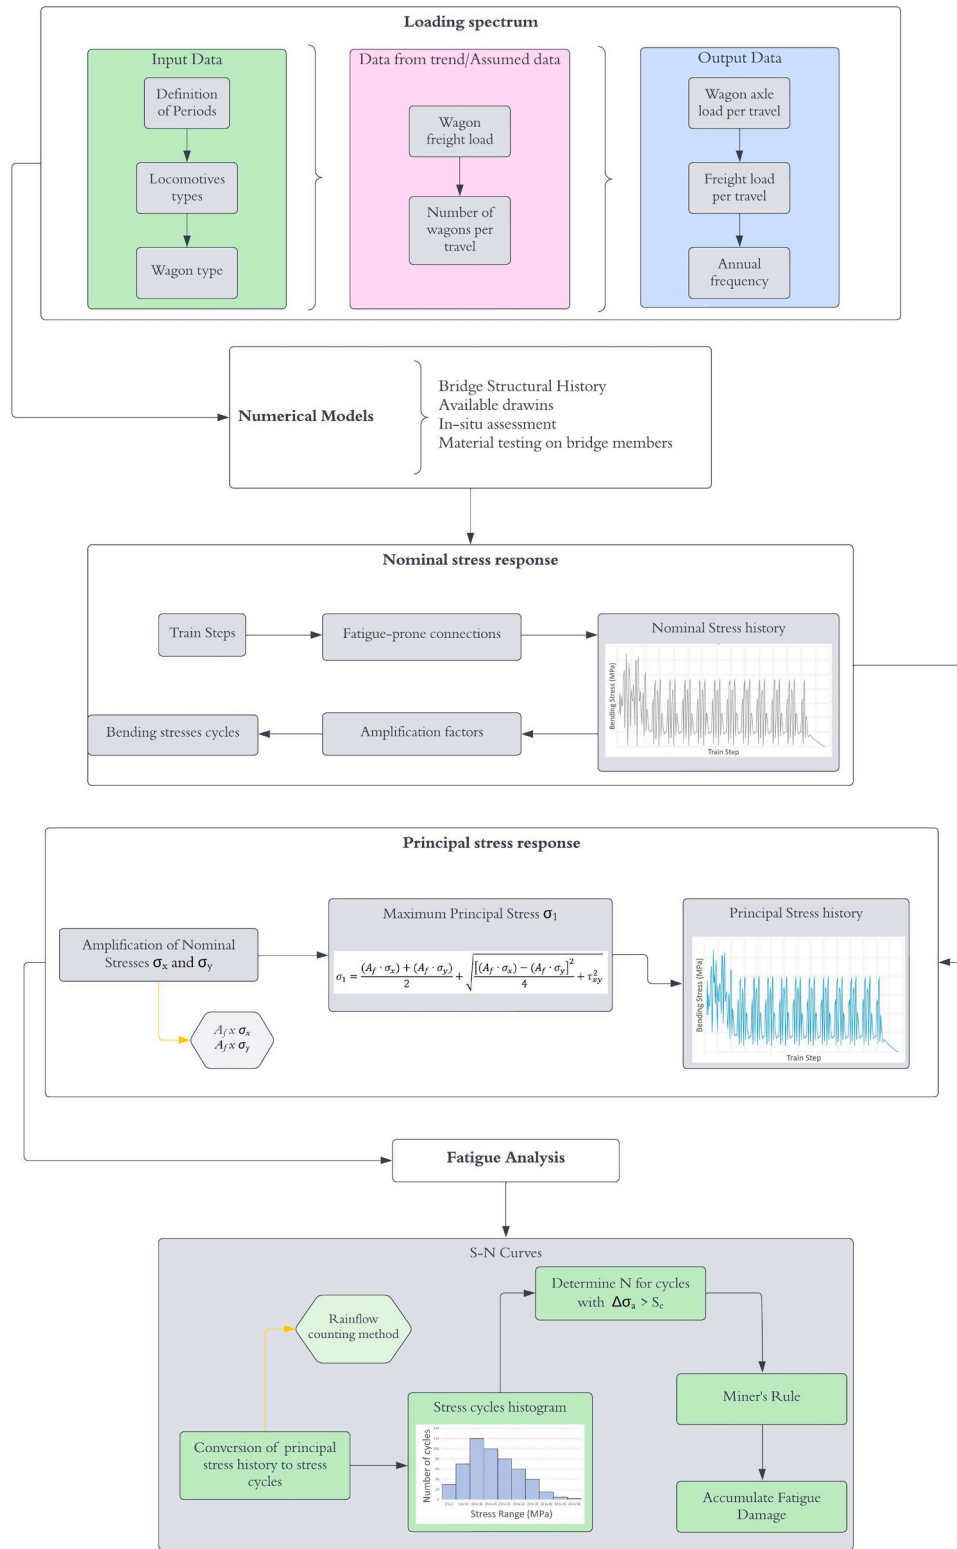 Loading spectrum
Input Data
Definition
of Periods
Locomotives
types
Wagon type
Data from trend/Assumed data
Wagon
freight load
Number of
wagons per
travel
Output Data
Wagon axle
load per travel
Freight load
per travel
Annual
frequency
Numerical Models
Bridge Structural History
Available drawins
In-situ assessment
Material testing on bridge members
Nominal stress response
Train Steps
Fatigue-prone connections
Nominal Stress history
Bending Stress (MPa)
Train Step
Bending stresses cycles
Amplification factors
Principal stress response
Amplification of Nominal
Stresses σx and σy
Af x σx
Af x σy
Maximum Principal Stress σ1
σ1 = (Af · σx) + (Af · σy) / 2 + √([(Af · σx) − (Af · σy)]² / 4 + τ²xy)
Principal Stress history
Bending Stress (MPa)
Train Step
Fatigue Analysis
S-N Curves
Determine N for cycles
with Δσa > Se
Rainflow
counting method
Stress cycles histogram
Number of cycles
Stress Range (MPa)
Conversion of principal
stress history to stress
cycles
Miner's Rule
Accumulate Fatigue
Damage